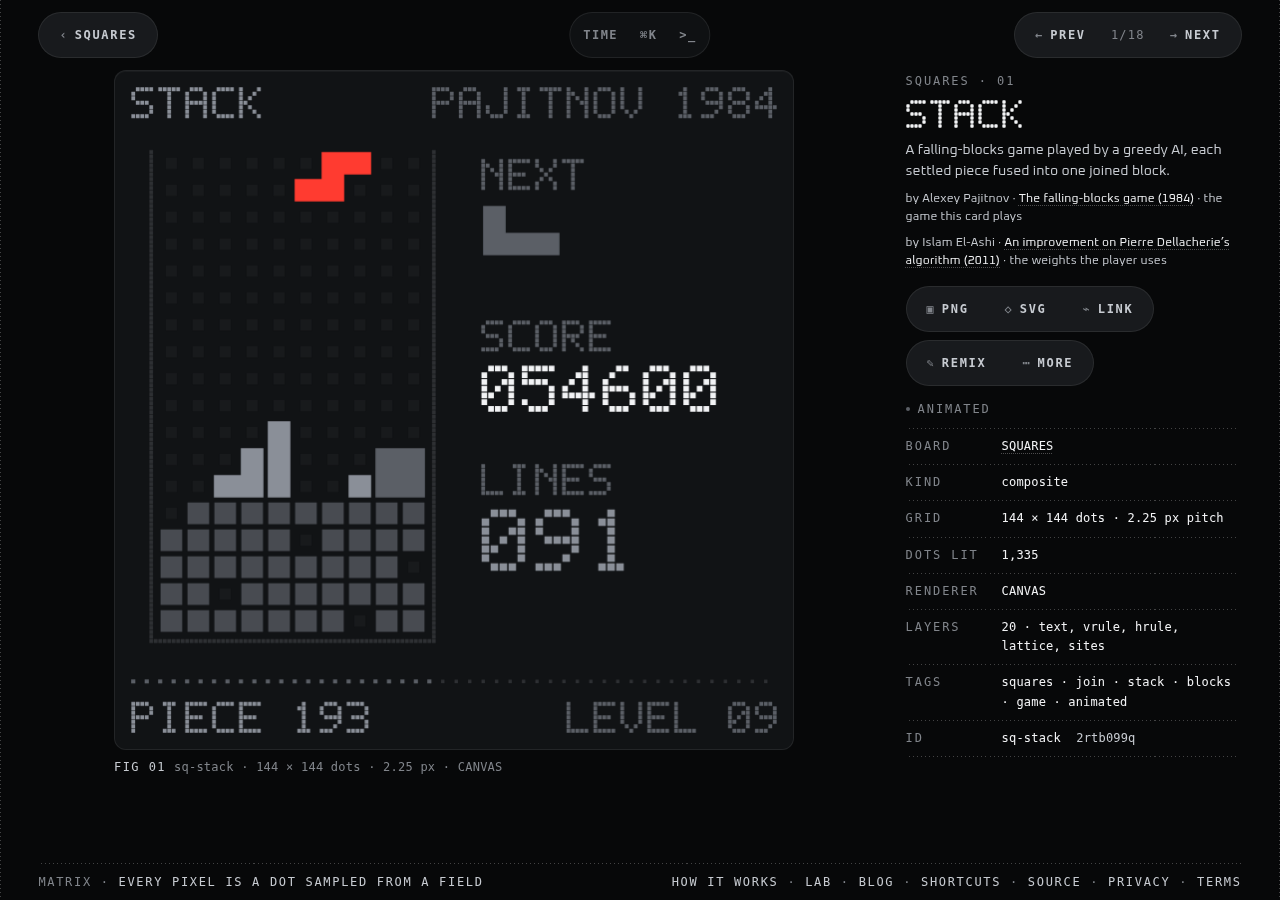 ‹ SQUARES
TIME ⌘K >_
← PREV 1/18 → NEXT
STACK PAJITNOV 1984
NEXT
SCORE
054600
LINES
091
PIECE 193 LEVEL 09
FIG 01 sq-stack · 144 × 144 dots · 2.25 px · CANVAS
SQUARES · 01
STACK
A falling-blocks game played by a greedy AI, each
settled piece fused into one joined block.
by Alexey Pajitnov · The falling-blocks game (1984) · the
game this card plays
by Islam El-Ashi · An improvement on Pierre Dellacherie’s
algorithm (2011) · the weights the player uses
▣ PNG ◇ SVG ⌁ LINK
✎ REMIX ⋯ MORE
ANIMATED
BOARD SQUARES
KIND composite
GRID 144 × 144 dots · 2.25 px pitch
DOTS LIT 1,335
RENDERER CANVAS
LAYERS 20 · text, vrule, hrule,
lattice, sites
TAGS squares · join · stack · blocks
· game · animated
ID sq-stack 2rtb099q
MATRIX · EVERY PIXEL IS A DOT SAMPLED FROM A FIELD
HOW IT WORKS · LAB · BLOG · SHORTCUTS · SOURCE · PRIVACY · TERMS